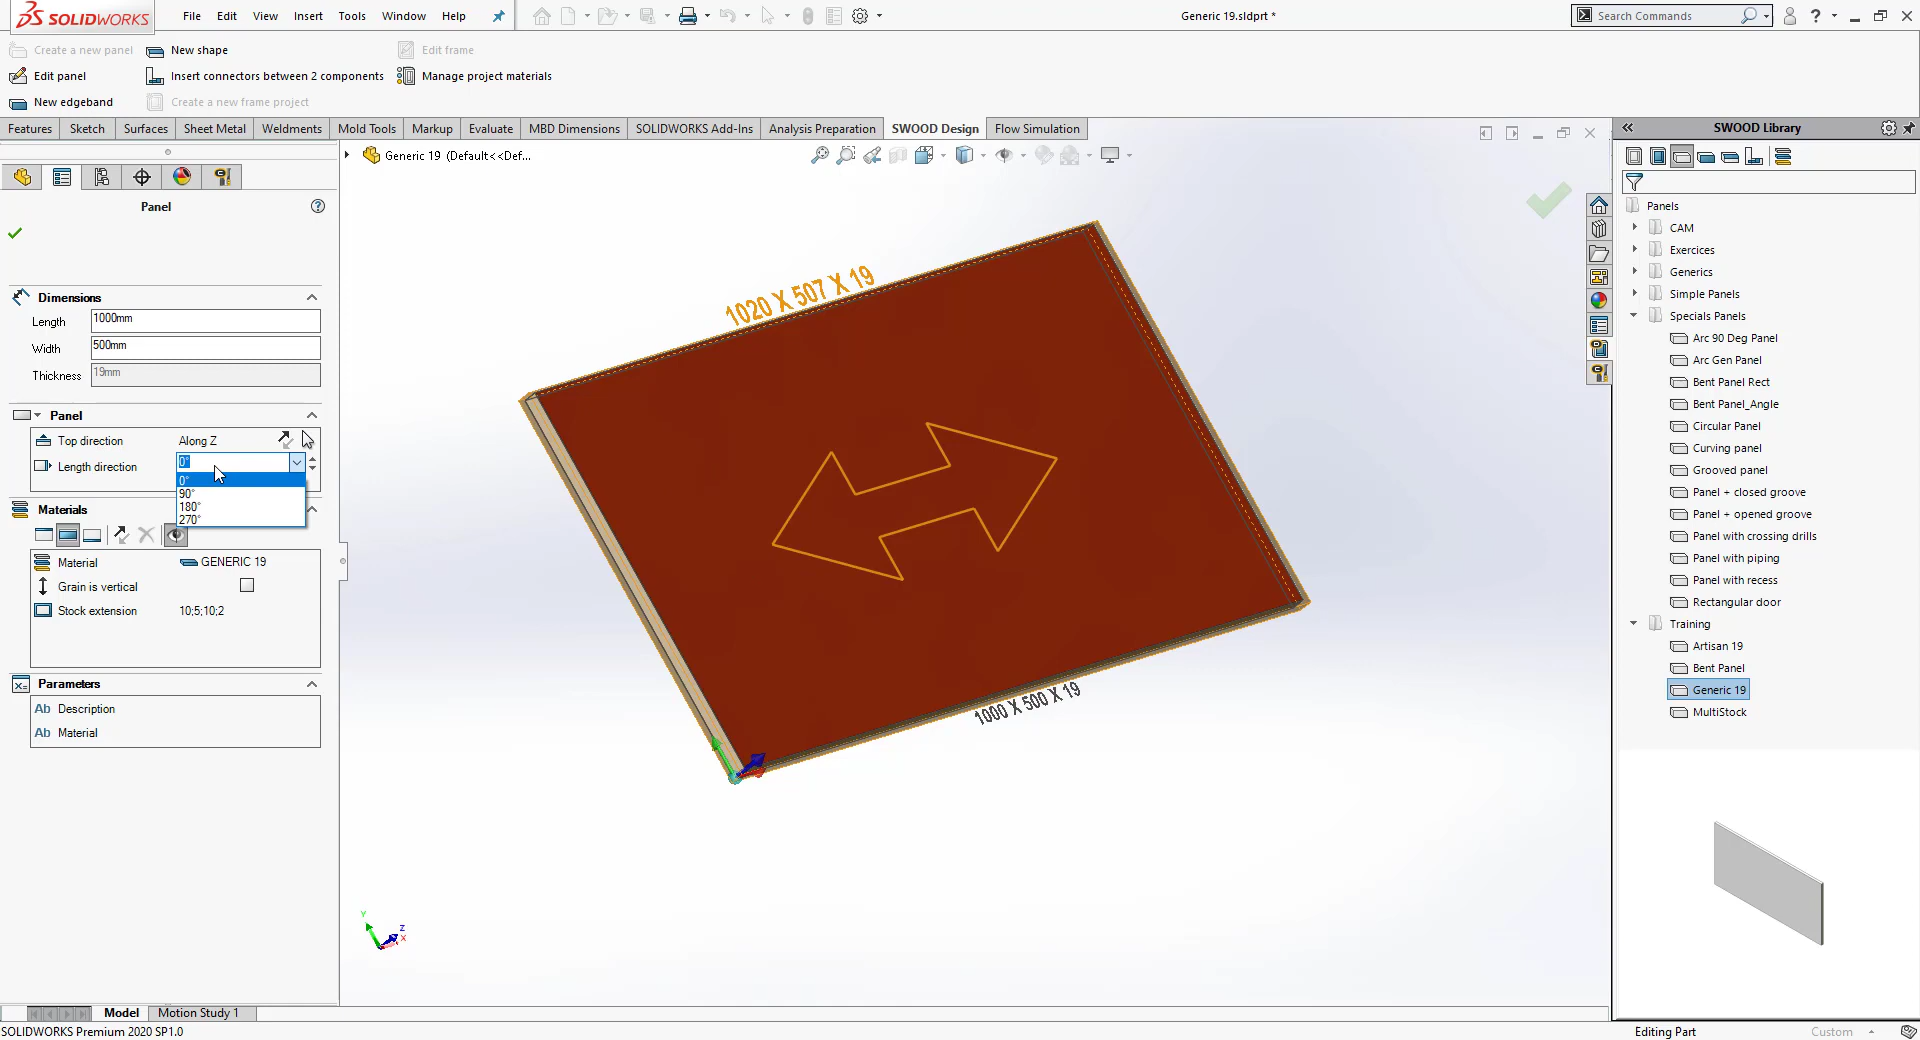 SOLIDWORKS
File Edit View Insert Tools Window Help
Generic 19.sldprt *
Search Commands
?
Create a new panel
New shape
Edit frame
Edit panel
Insert connectors between 2 components
Manage project materials
New edgeband
Create a new frame project
Features Sketch Surfaces Sheet Metal Weldments Mold Tools Markup Evaluate MBD Dimensions SOLIDWORKS Add-Ins Analysis Preparation SWOOD Design Flow Simulation
Panel
?
Dimensions
Length 1000mm
Width 500mm
Thickness 19mm
Panel
Top direction Along Z
Length direction 0°
0°
90°
180°
270°
Materials
Material GENERIC 19
Grain is vertical
Stock extension 10;5;10;2
Parameters
Ab Description
Ab Material
Generic 19 (Default<<Def...
1020 X 507 X 19
1000 X 500 X 19
Y
Z
X
SWOOD Library
Panels
CAM
Exercices
Generics
Simple Panels
Specials Panels
Arc 90 Deg Panel
Arc Gen Panel
Bent Panel Rect
Bent Panel_Angle
Circular Panel
Curving panel
Grooved panel
Panel + closed groove
Panel + opened groove
Panel with crossing drills
Panel with piping
Panel with recess
Rectangular door
Training
Artisan 19
Bent Panel
Generic 19
MultiStock
Model Motion Study 1
SOLIDWORKS Premium 2020 SP1.0
Editing Part
Custom